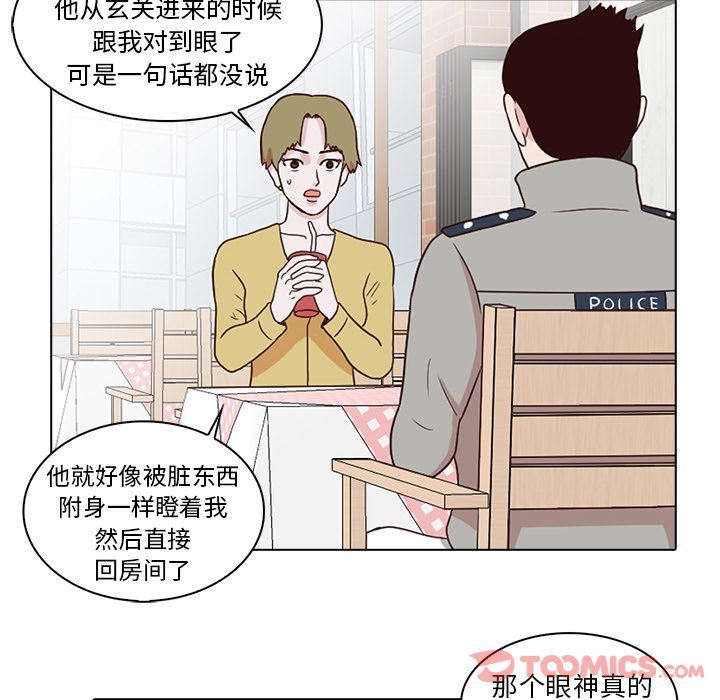 他从玄关进来的时候
跟我对到眼了
可是一句话都没说
POLICE
他就好像被脏东西
附身一样瞪着我
然后直接
回房间了
那个眼神真的
TOOMICS.COM